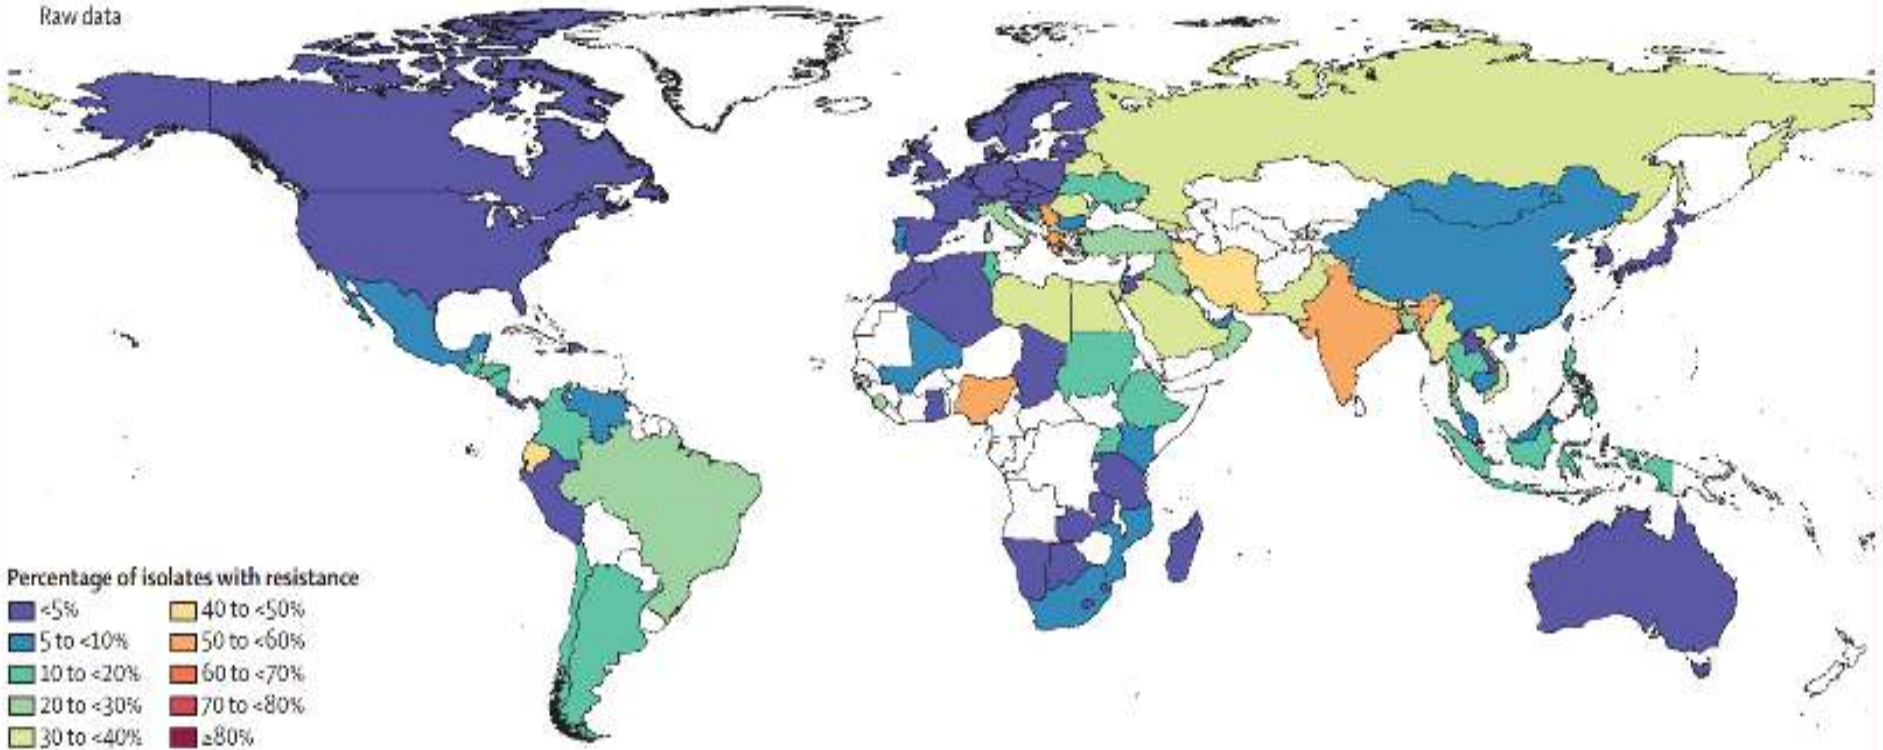 Raw data
Percentage of isolates with resistance
<5%
5 to <10%
10 to <20%
20 to <30%
30 to <40%
40 to <50%
50 to <60%
60 to <70%
70 to <80%
≥80%